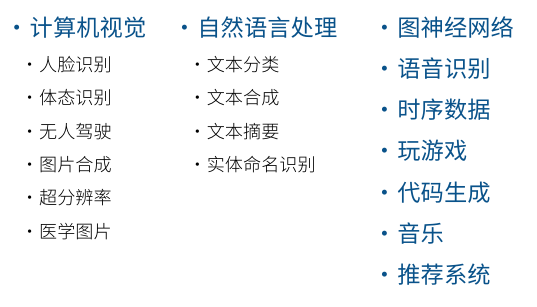 • 计算机视觉
• 人脸识别
• 体态识别
• 无人驾驶
• 图片合成
• 超分辨率
• 医学图片
• 自然语言处理
• 文本分类
• 文本合成
• 文本摘要
• 实体命名识别
• 图神经网络
• 语音识别
• 时序数据
• 玩游戏
• 代码生成
• 音乐
• 推荐系统